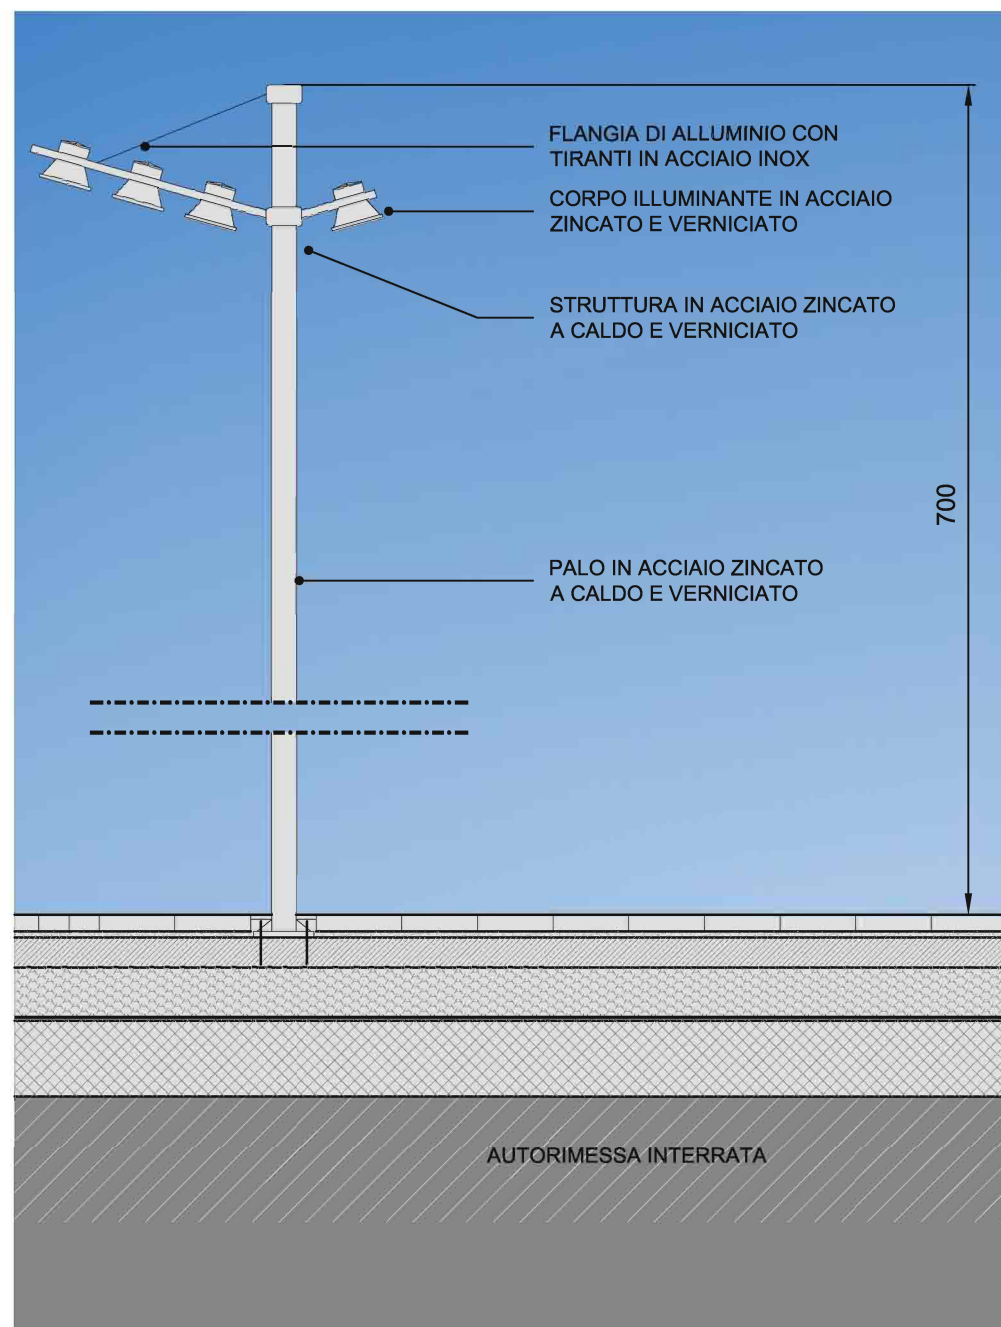 FLANGIA DI ALLUMINIO CON
TIRANTI IN ACCIAIO INOX
CORPO ILLUMINANTE IN ACCIAIO
ZINCATO E VERNICIATO
STRUTTURA IN ACCIAIO ZINCATO
A CALDO E VERNICIATO
700
PALO IN ACCIAIO ZINCATO
A CALDO E VERNICIATO
AUTORIMESSA INTERRATA